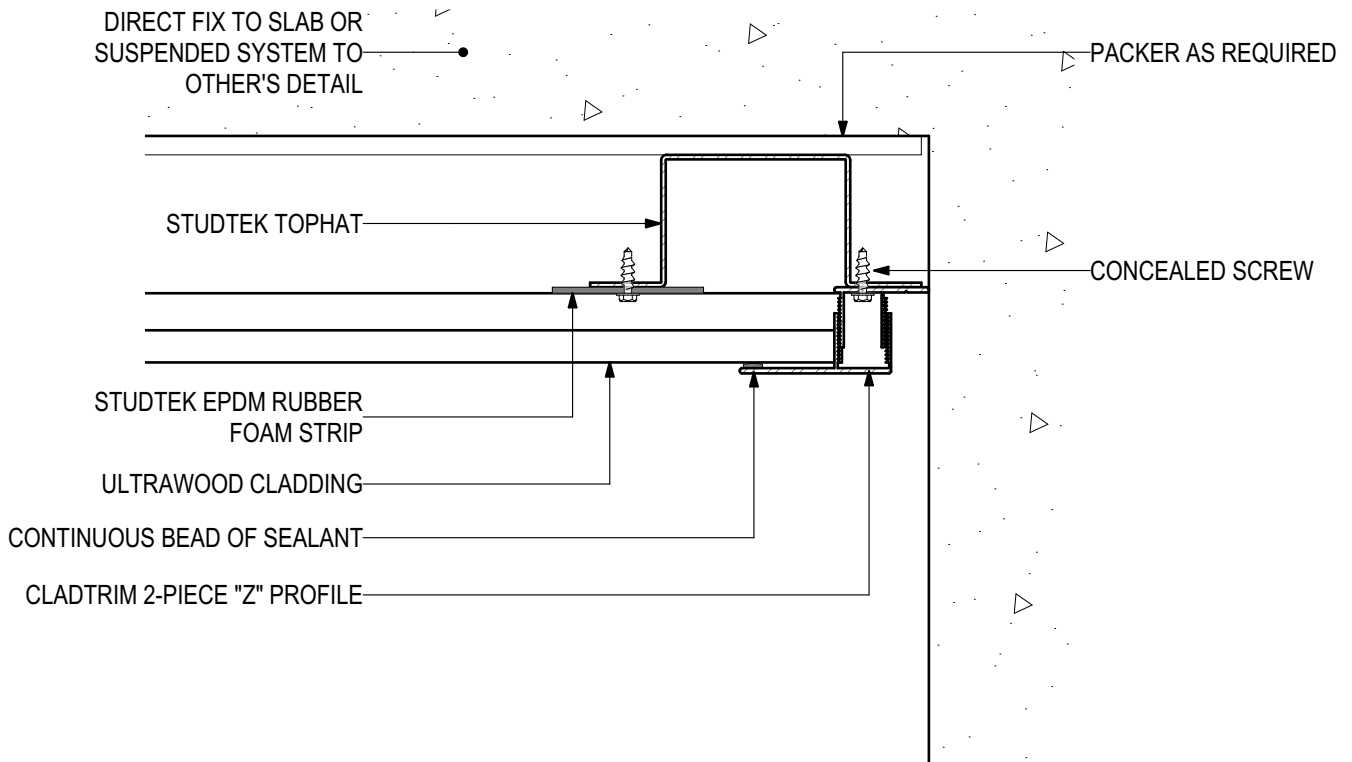 DIRECT FIX TO SLAB OR
SUSPENDED SYSTEM TO
OTHER'S DETAIL
PACKER AS REQUIRED
STUDTEK TOPHAT
CONCEALED SCREW
STUDTEK EPDM RUBBER
FOAM STRIP
ULTRAWOOD CLADDING
CONTINUOUS BEAD OF SEALANT
CLADTRIM 2-PIECE "Z" PROFILE